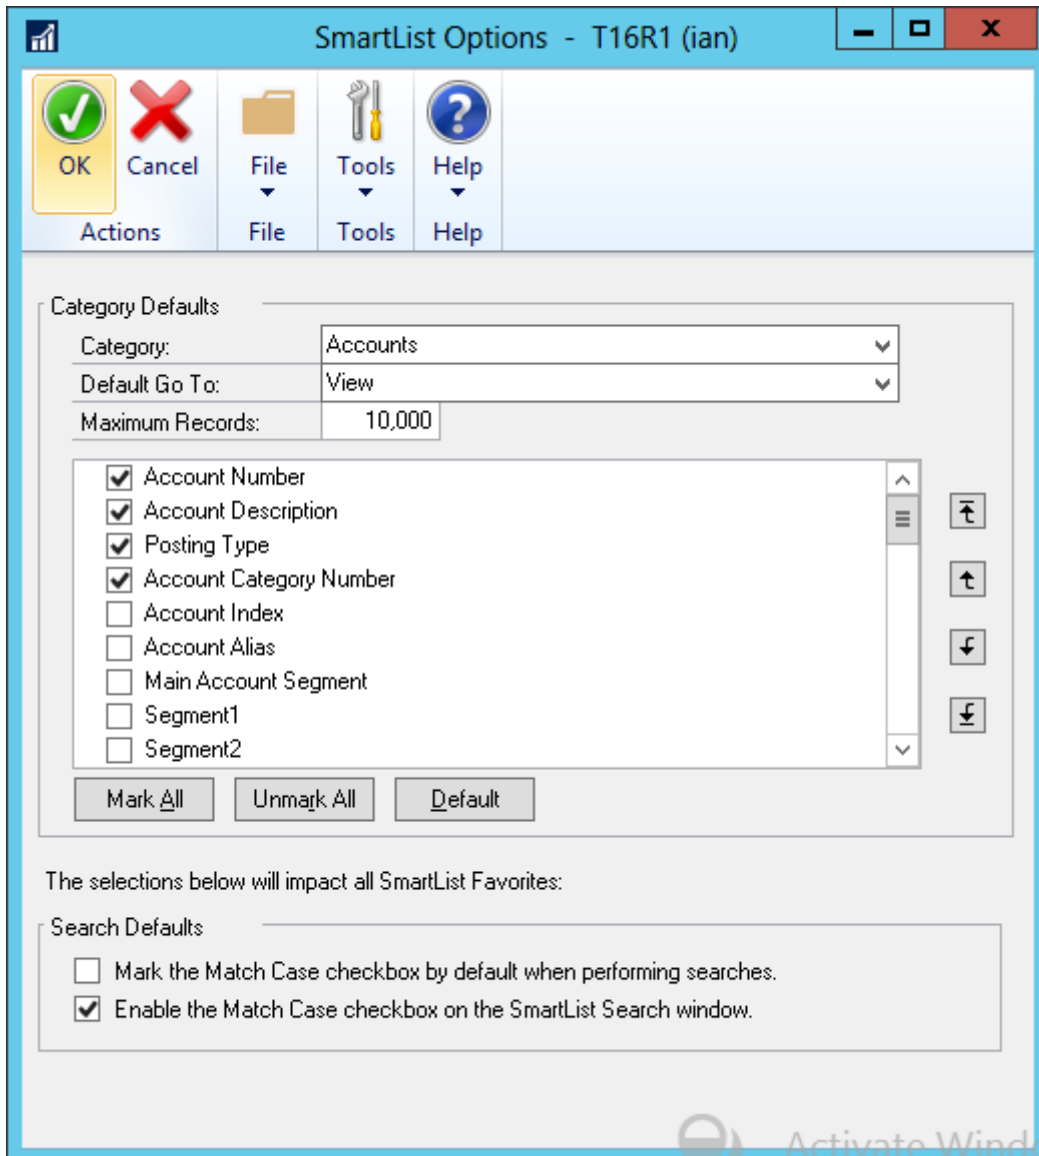 SmartList Options - T16R1 (ian)
OK Cancel File Tools Help
Actions File Tools Help
Category Defaults
Category: Accounts
Default Go To: View
Maximum Records: 10,000
Account Number
Account Description
Posting Type
Account Category Number
Account Index
Account Alias
Main Account Segment
Segment1
Segment2
Mark All Unmark All Default
The selections below will impact all SmartList Favorites:
Search Defaults
Mark the Match Case checkbox by default when performing searches.
Enable the Match Case checkbox on the SmartList Search window.
Activate